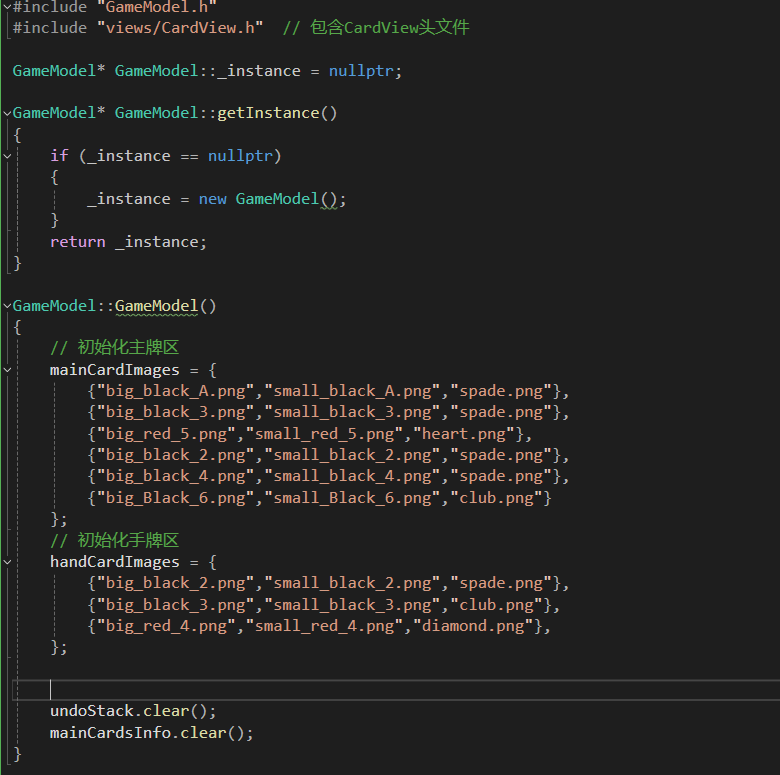 #include "GameModel.h"
#include "views/CardView.h"  // 包含CardView头文件
GameModel* GameModel::_instance = nullptr;
GameModel* GameModel::getInstance()
{
    if (_instance == nullptr)
    {
        _instance = new GameModel();
    }
    return _instance;
}
GameModel::GameModel()
{
    // 初始化主牌区
    mainCardImages = {
        {"big_black_A.png","small_black_A.png","spade.png"},
        {"big_black_3.png","small_black_3.png","spade.png"},
        {"big_red_5.png","small_red_5.png","heart.png"},
        {"big_black_2.png","small_black_2.png","spade.png"},
        {"big_black_4.png","small_black_4.png","spade.png"},
        {"big_Black_6.png","small_Black_6.png","club.png"}
    };
    // 初始化手牌区
    handCardImages = {
        {"big_black_2.png","small_black_2.png","spade.png"},
        {"big_black_3.png","small_black_3.png","club.png"},
        {"big_red_4.png","small_red_4.png","diamond.png"},
    };
    undoStack.clear();
    mainCardsInfo.clear();
}